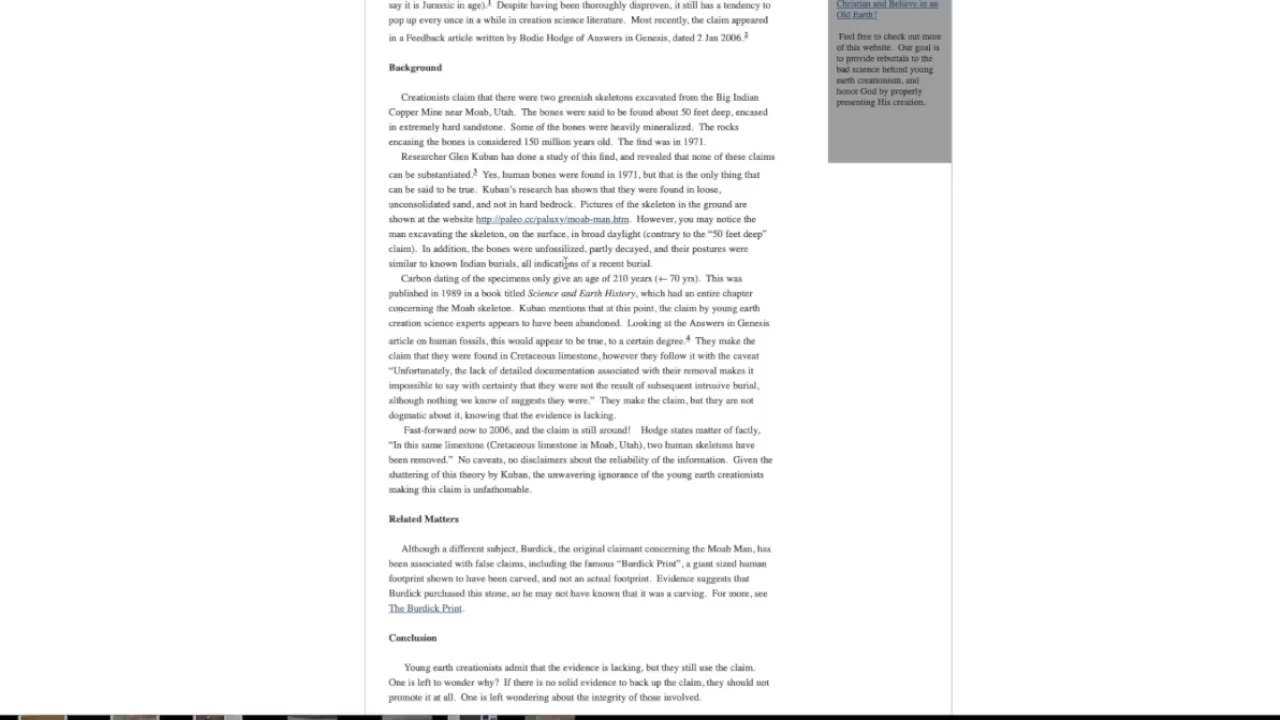 say it is Jurassic in age).1 Despite having been thoroughly disproven, it still has a tendency to
pop up every once in a while in creation science literature. Most recently, the claim appeared
in a Feedback article written by Bodie Hodge of Answers in Genesis, dated 2 Jan 2006.2
Background
Creationists claim that there were two greenish skeletons excavated from the Big Indian
Copper Mine near Moab, Utah. The bones were said to be found about 50 feet deep, encased
in extremely hard sandstone. Some of the bones were heavily mineralized. The rocks
encasing the bones is considered 150 million years old. The find was in 1971.
Researcher Glen Kuban has done a study of this find, and revealed that none of these claims
can be substantiated.3 Yes, human bones were found in 1971, but that is the only thing that
can be said to be true. Kuban's research has shown that they were found in loose,
unconsolidated sand, and not in hard bedrock. Pictures of the skeleton in the ground are
shown at the website http://paleo.cc/paluxy/moab-man.htm. However, you may notice the
man excavating the skeleton, on the surface, in broad daylight (contrary to the “50 feet deep”
claim). In addition, the bones were unfossilized, partly decayed, and their postures were
similar to known Indian burials, all indications of a recent burial.
Carbon dating of the specimens only give an age of 210 years (+- 70 yrs). This was
published in 1989 in a book titled Science and Earth History, which had an entire chapter
concerning the Moab skeleton. Kuban mentions that at this point, the claim by young earth
creation science experts appears to have been abandoned. Looking at the Answers in Genesis
article on human fossils, this would appear to be true, to a certain degree.4 They make the
claim that they were found in Cretaceous limestone, however they follow it with the caveat
“Unfortunately, the lack of detailed documentation associated with their removal makes it
impossible to say with certainty that they were not the result of subsequent intrusive burial,
although nothing we know of suggests they were.” They make the claim, but they are not
dogmatic about it, knowing that the evidence is lacking.
Fast-forward now to 2006, and the claim is still around! Hodge states matter of factly,
“In this same limestone (Cretaceous limestone in Moab, Utah), two human skeletons have
been removed.” No caveats, no disclaimers about the reliability of the information. Given the
shattering of this theory by Kuban, the unwavering ignorance of the young earth creationists
making this claim is unfathomable.
Related Matters
Although a different subject, Burdick, the original claimant concerning the Moab Man, has
been associated with false claims, including the famous “Burdick Print”, a giant sized human
footprint shown to have been carved, and not an actual footprint. Evidence suggests that
Burdick purchased this stone, so he may not have known that it was a carving. For more, see
The Burdick Print.
Conclusion
Young earth creationists admit that the evidence is lacking, but they still use the claim.
One is left to wonder why? If there is no solid evidence to back up the claim, they should not
promote it at all. One is left wondering about the integrity of those involved.
Christian and Believe in an
Old Earth?
Feel free to check out more
of this website. Our goal is
to provide rebuttals to the
bad science behind young
earth creationism, and
honor God by properly
presenting His creation.